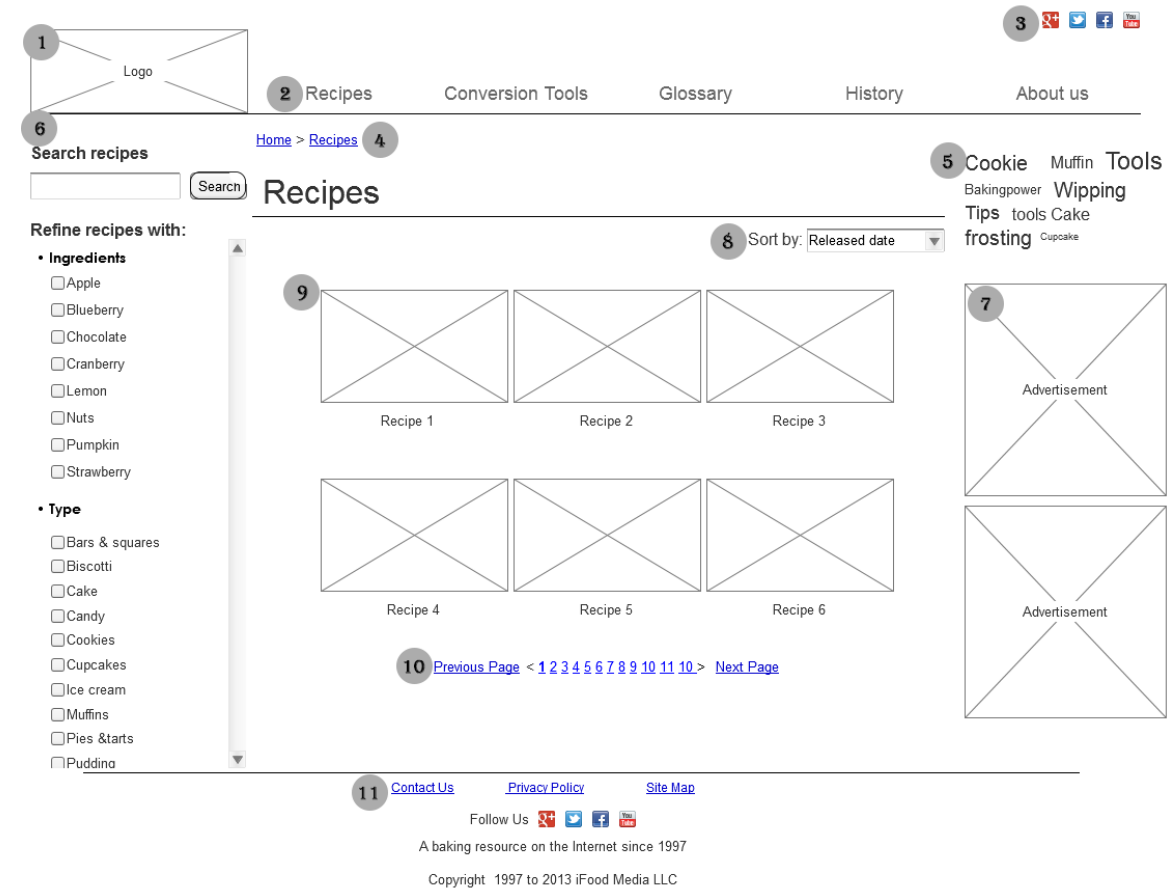 3
1
Logo
2 Recipes Conversion Tools Glossary History About us
6
Home > Recipes 4
Search recipes
Search
Recipes
5 Cookie Muffin Tools
Bakingpower Wipping
Tips tools Cake
frosting Cupcake
Refine recipes with:
8 Sort by: Released date
• Ingredients
Apple
Blueberry
Chocolate
Cranberry
Lemon
Nuts
Pumpkin
Strawberry
• Type
Bars & squares
Biscotti
Cake
Candy
Cookies
Cupcakes
Ice cream
Muffins
Pies &tarts
Pudding
9
Recipe 1 Recipe 2 Recipe 3
Recipe 4 Recipe 5 Recipe 6
7
Advertisement
Advertisement
10 Previous Page < 1 2 3 4 5 6 7 8 9 10 11 10 > Next Page
11 Contact Us Privacy Policy Site Map
Follow Us
A baking resource on the Internet since 1997
Copyright 1997 to 2013 iFood Media LLC